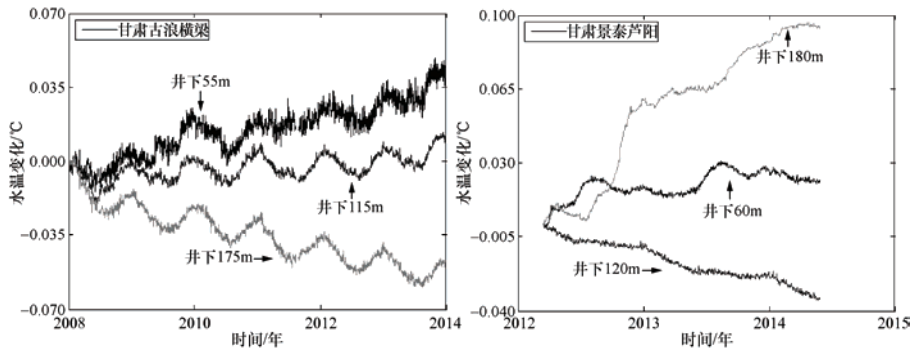 甘肃古浪横梁
井下55m
井下115m
井下175m
0.070
0.035
0.000
−0.035
−0.070
水温变化/℃
2008
2010
2012
2014
时间/年
甘肃景泰芦阳
井下180m
井下60m
井下120m
0.100
0.065
0.030
−0.005
−0.040
水温变化/℃
2012
2013
2014
2015
时间/年